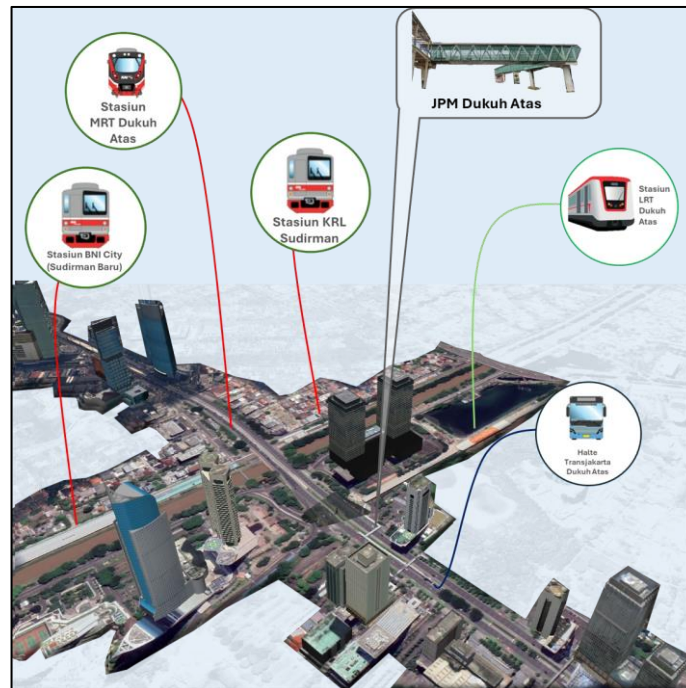 Stasiun
MRT Dukuh
Atas
JPM Dukuh Atas
Stasiun BNI City
(Sudirman Baru)
Stasiun KRL
Sudirman
Stasiun
LRT
Dukuh
Atas
Halte
Transjakarta
Dukuh Atas